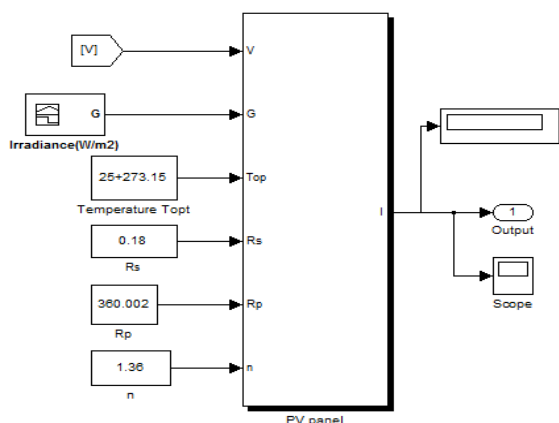 [V]
V
G
G
Irradiance(W/m2)
25+273.15
Top
Temperature Topt
0.18
Rs
Rs
360.002
Rp
Rp
1.36
n
n
I
1
Output
Scope
PV panel